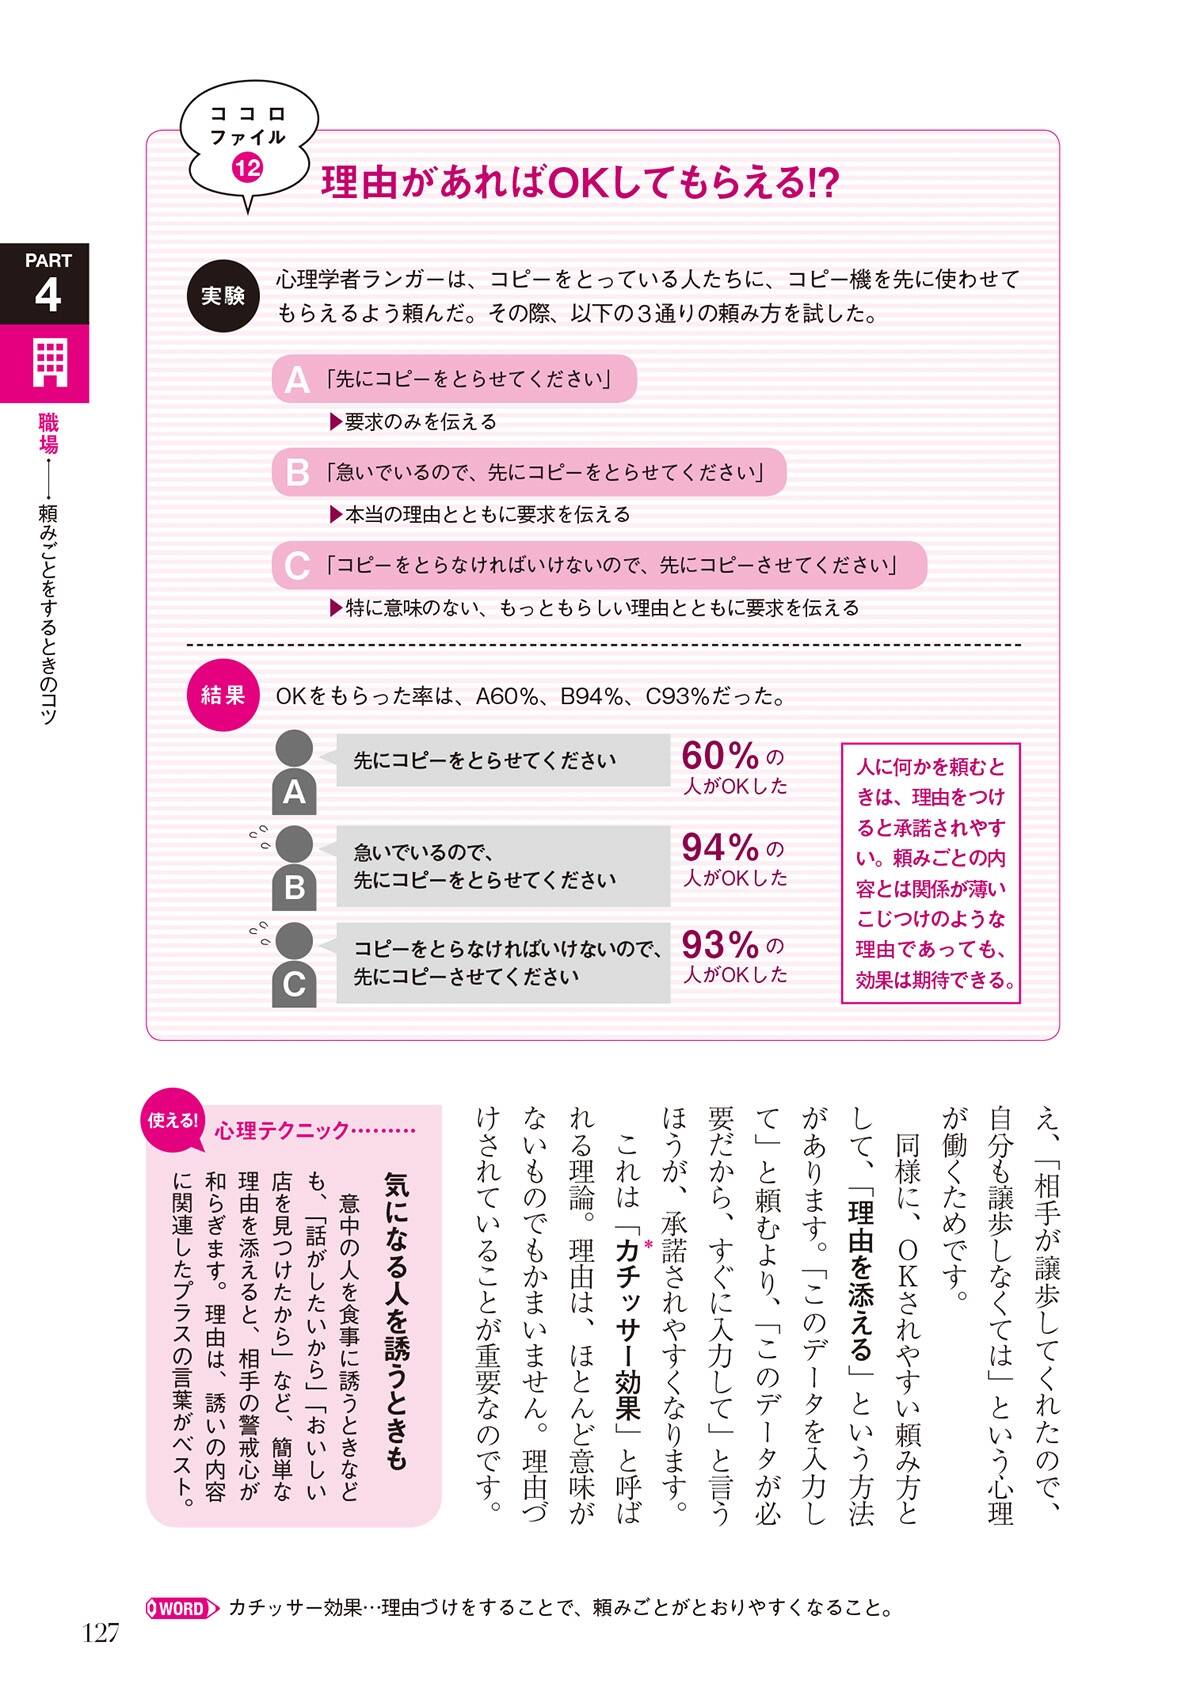 ココロ
ファイル
12
理由があればOKしてもらえる!?
PART
4
職場――頼みごとをするときのコツ
実験
心理学者ランガーは、コピーをとっている人たちに、コピー機を先に使わせて
もらえるよう頼んだ。その際、以下の3通りの頼み方を試した。
A「先にコピーをとらせてください」
▶要求のみを伝える
B「急いでいるので、先にコピーをとらせてください」
▶本当の理由とともに要求を伝える
C「コピーをとらなければいけないので、先にコピーさせてください」
▶特に意味のない、もっともらしい理由とともに要求を伝える
結果
OKをもらった率は、A60%、B94%、C93%だった。
A
先にコピーをとらせてください
60%の
人がOKした
B
急いでいるので、
先にコピーをとらせてください
94%の
人がOKした
C
コピーをとらなければいけないので、
先にコピーさせてください
93%の
人がOKした
人に何かを頼むと
きは、理由をつけ
ると承諾されやす
い。頼みごとの内
容とは関係が薄い
こじつけのような
理由であっても、
効果は期待できる。
え、「相手が譲歩してくれたので、
自分も譲歩しなくては」という心理
が働くためです。
同様に、OKされやすい頼み方と
して、「理由を添える」という方法
があります。「このデータを入力し
て」と頼むより、「このデータが必
要だから、すぐに入力して」と言う
ほうが、承諾されやすくなります。
これは「カチッサー効果*」と呼ば
れる理論。理由は、ほとんど意味が
ないものでもかまいません。理由づ
けされていることが重要なのです。
使える!
心理テクニック………
気になる人を誘うときも
意中の人を食事に誘うときなど
も、「話がしたいから」「おいしい
店を見つけたから」など、簡単な
理由を添えると、相手の警戒心が
和らぎます。理由は、誘いの内容
に関連したプラスの言葉がベスト。
WORD カチッサー効果…理由づけをすることで、頼みごとがとおりやすくなること。
127